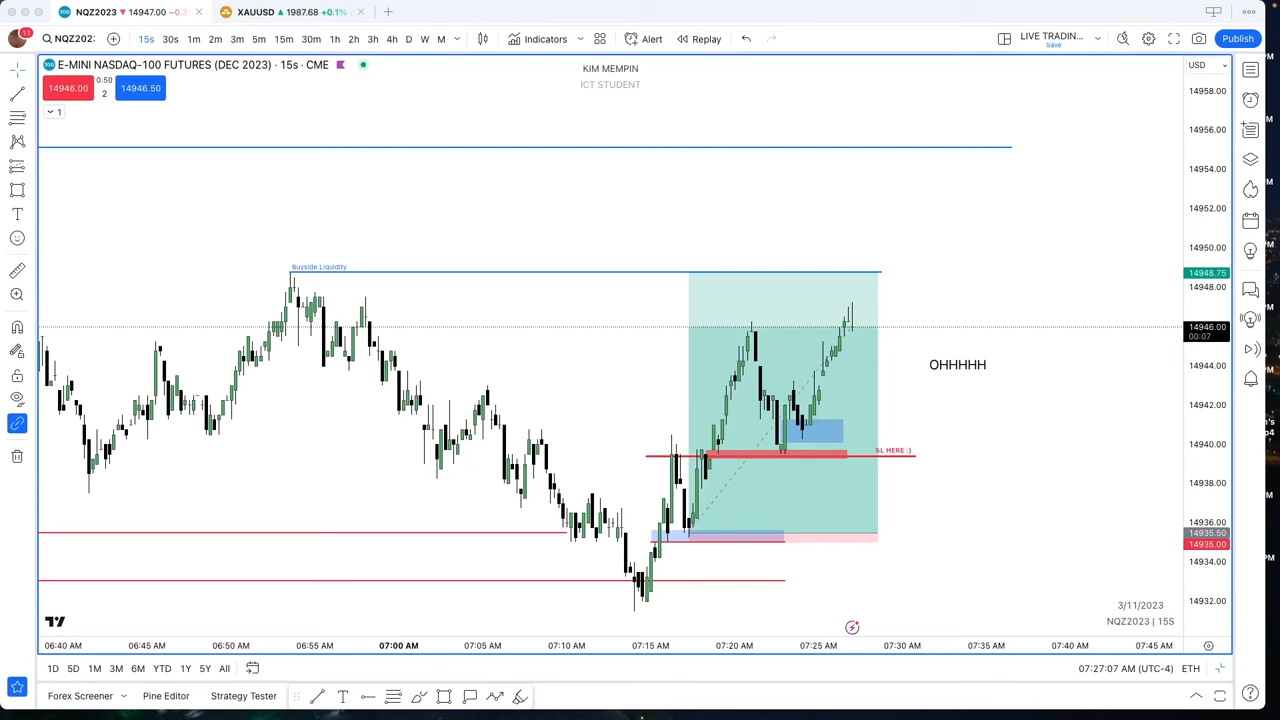 NQZ2023 14947.00 −0.3
XAUUSD 1987.68 +0.1%
11
NQZ202:
15s 30s 1m 2m 3m 5m 15m 30m 1h 2h 3h 4h D W M
Indicators
Alert
Replay
LIVE TRADIN...
Save
Publish
E-MINI NASDAQ-100 FUTURES (DEC 2023) · 15s · CME
KIM MEMPIN
ICT STUDENT
USD
14946.00
0.50
2
14946.50
1
14958.00
14956.00
14954.00
14952.00
14950.00
Buyside Liquidity
14948.75
14948.00
14946.00
00:07
OHHHHH
14944.00
14942.00
14940.00
SL HERE :)
14938.00
14936.00
14935.50
14935.00
14934.00
14932.00
3/11/2023
NQZ2023 | 15S
06:40 AM 06:45 AM 06:50 AM 06:55 AM 07:00 AM 07:05 AM 07:10 AM 07:15 AM 07:20 AM 07:25 AM 07:30 AM 07:35 AM 07:40 AM 07:45 AM
1D 5D 1M 3M 6M YTD 1Y 5Y All
07:27:07 AM (UTC-4) ETH
Forex Screener Pine Editor Strategy Tester